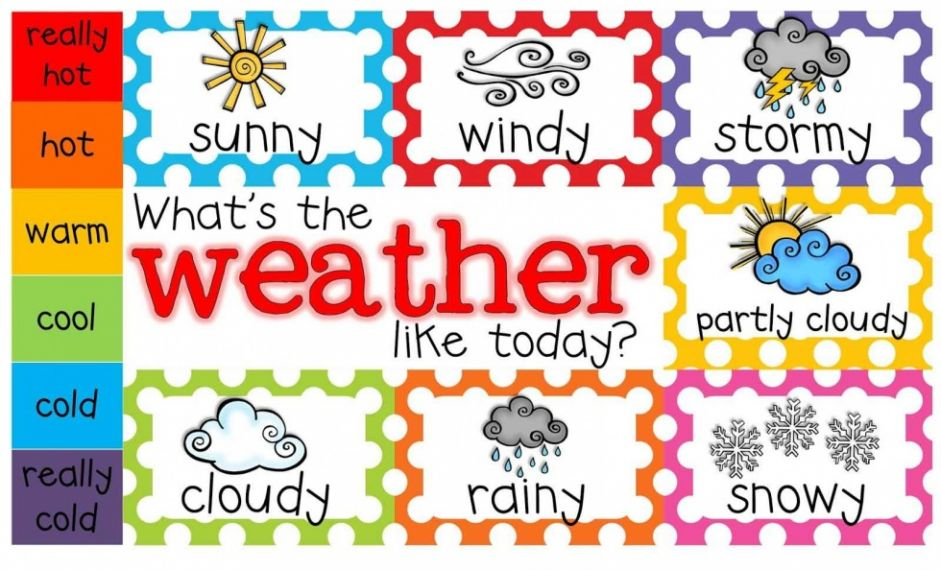 really
hot
hot
warm
cool
cold
really
cold
sunny
windy
stormy
What's the
weather
like today?
partly cloudy
cloudy
rainy
snowy